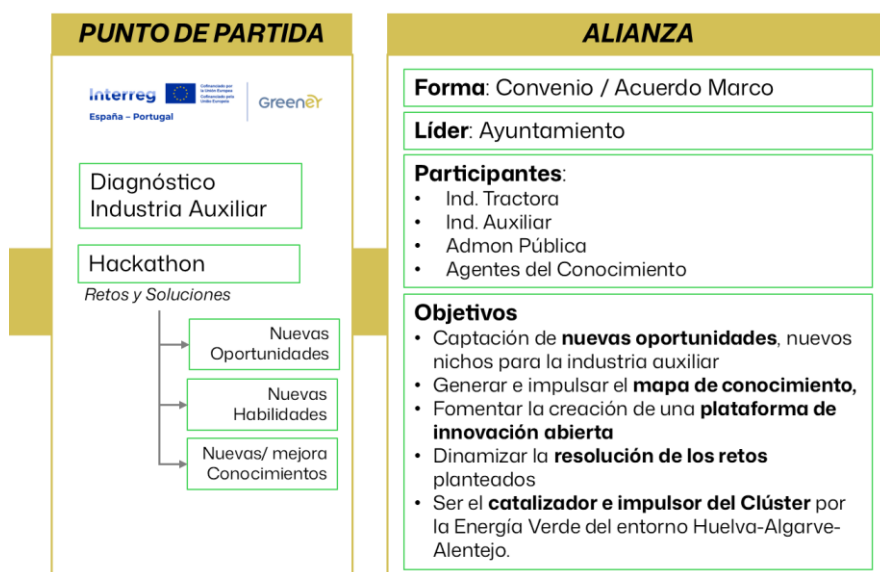 PUNTO DE PARTIDA
Interreg
Cofinanciado por
la Unión Europea
Cofinanciado pela
União Europeia
España – Portugal
Greener
Diagnóstico
Industria Auxiliar
Hackathon
Retos y Soluciones
Nuevas
Oportunidades
Nuevas
Habilidades
Nuevas/ mejora
Conocimientos
ALIANZA
Forma: Convenio / Acuerdo Marco
Líder: Ayuntamiento
Participantes:
• Ind. Tractora
• Ind. Auxiliar
• Admon Pública
• Agentes del Conocimiento
Objetivos
• Captación de nuevas oportunidades, nuevos
nichos para la industria auxiliar
• Generar e impulsar el mapa de conocimiento,
• Fomentar la creación de una plataforma de
innovación abierta
• Dinamizar la resolución de los retos
planteados
• Ser el catalizador e impulsor del Clúster por
la Energía Verde del entorno Huelva-Algarve-
Alentejo.